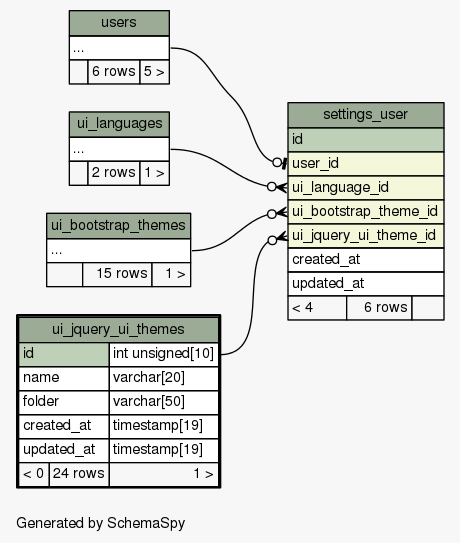 users
...
6 rows 5 >
ui_languages
...
2 rows 1 >
ui_bootstrap_themes
...
15 rows 1 >
settings_user
id
user_id
ui_language_id
ui_bootstrap_theme_id
ui_jquery_ui_theme_id
created_at
updated_at
< 4 6 rows
ui_jquery_ui_themes
id int unsigned[10]
name varchar[20]
folder varchar[50]
created_at timestamp[19]
updated_at timestamp[19]
< 0 24 rows 1 >
Generated by SchemaSpy